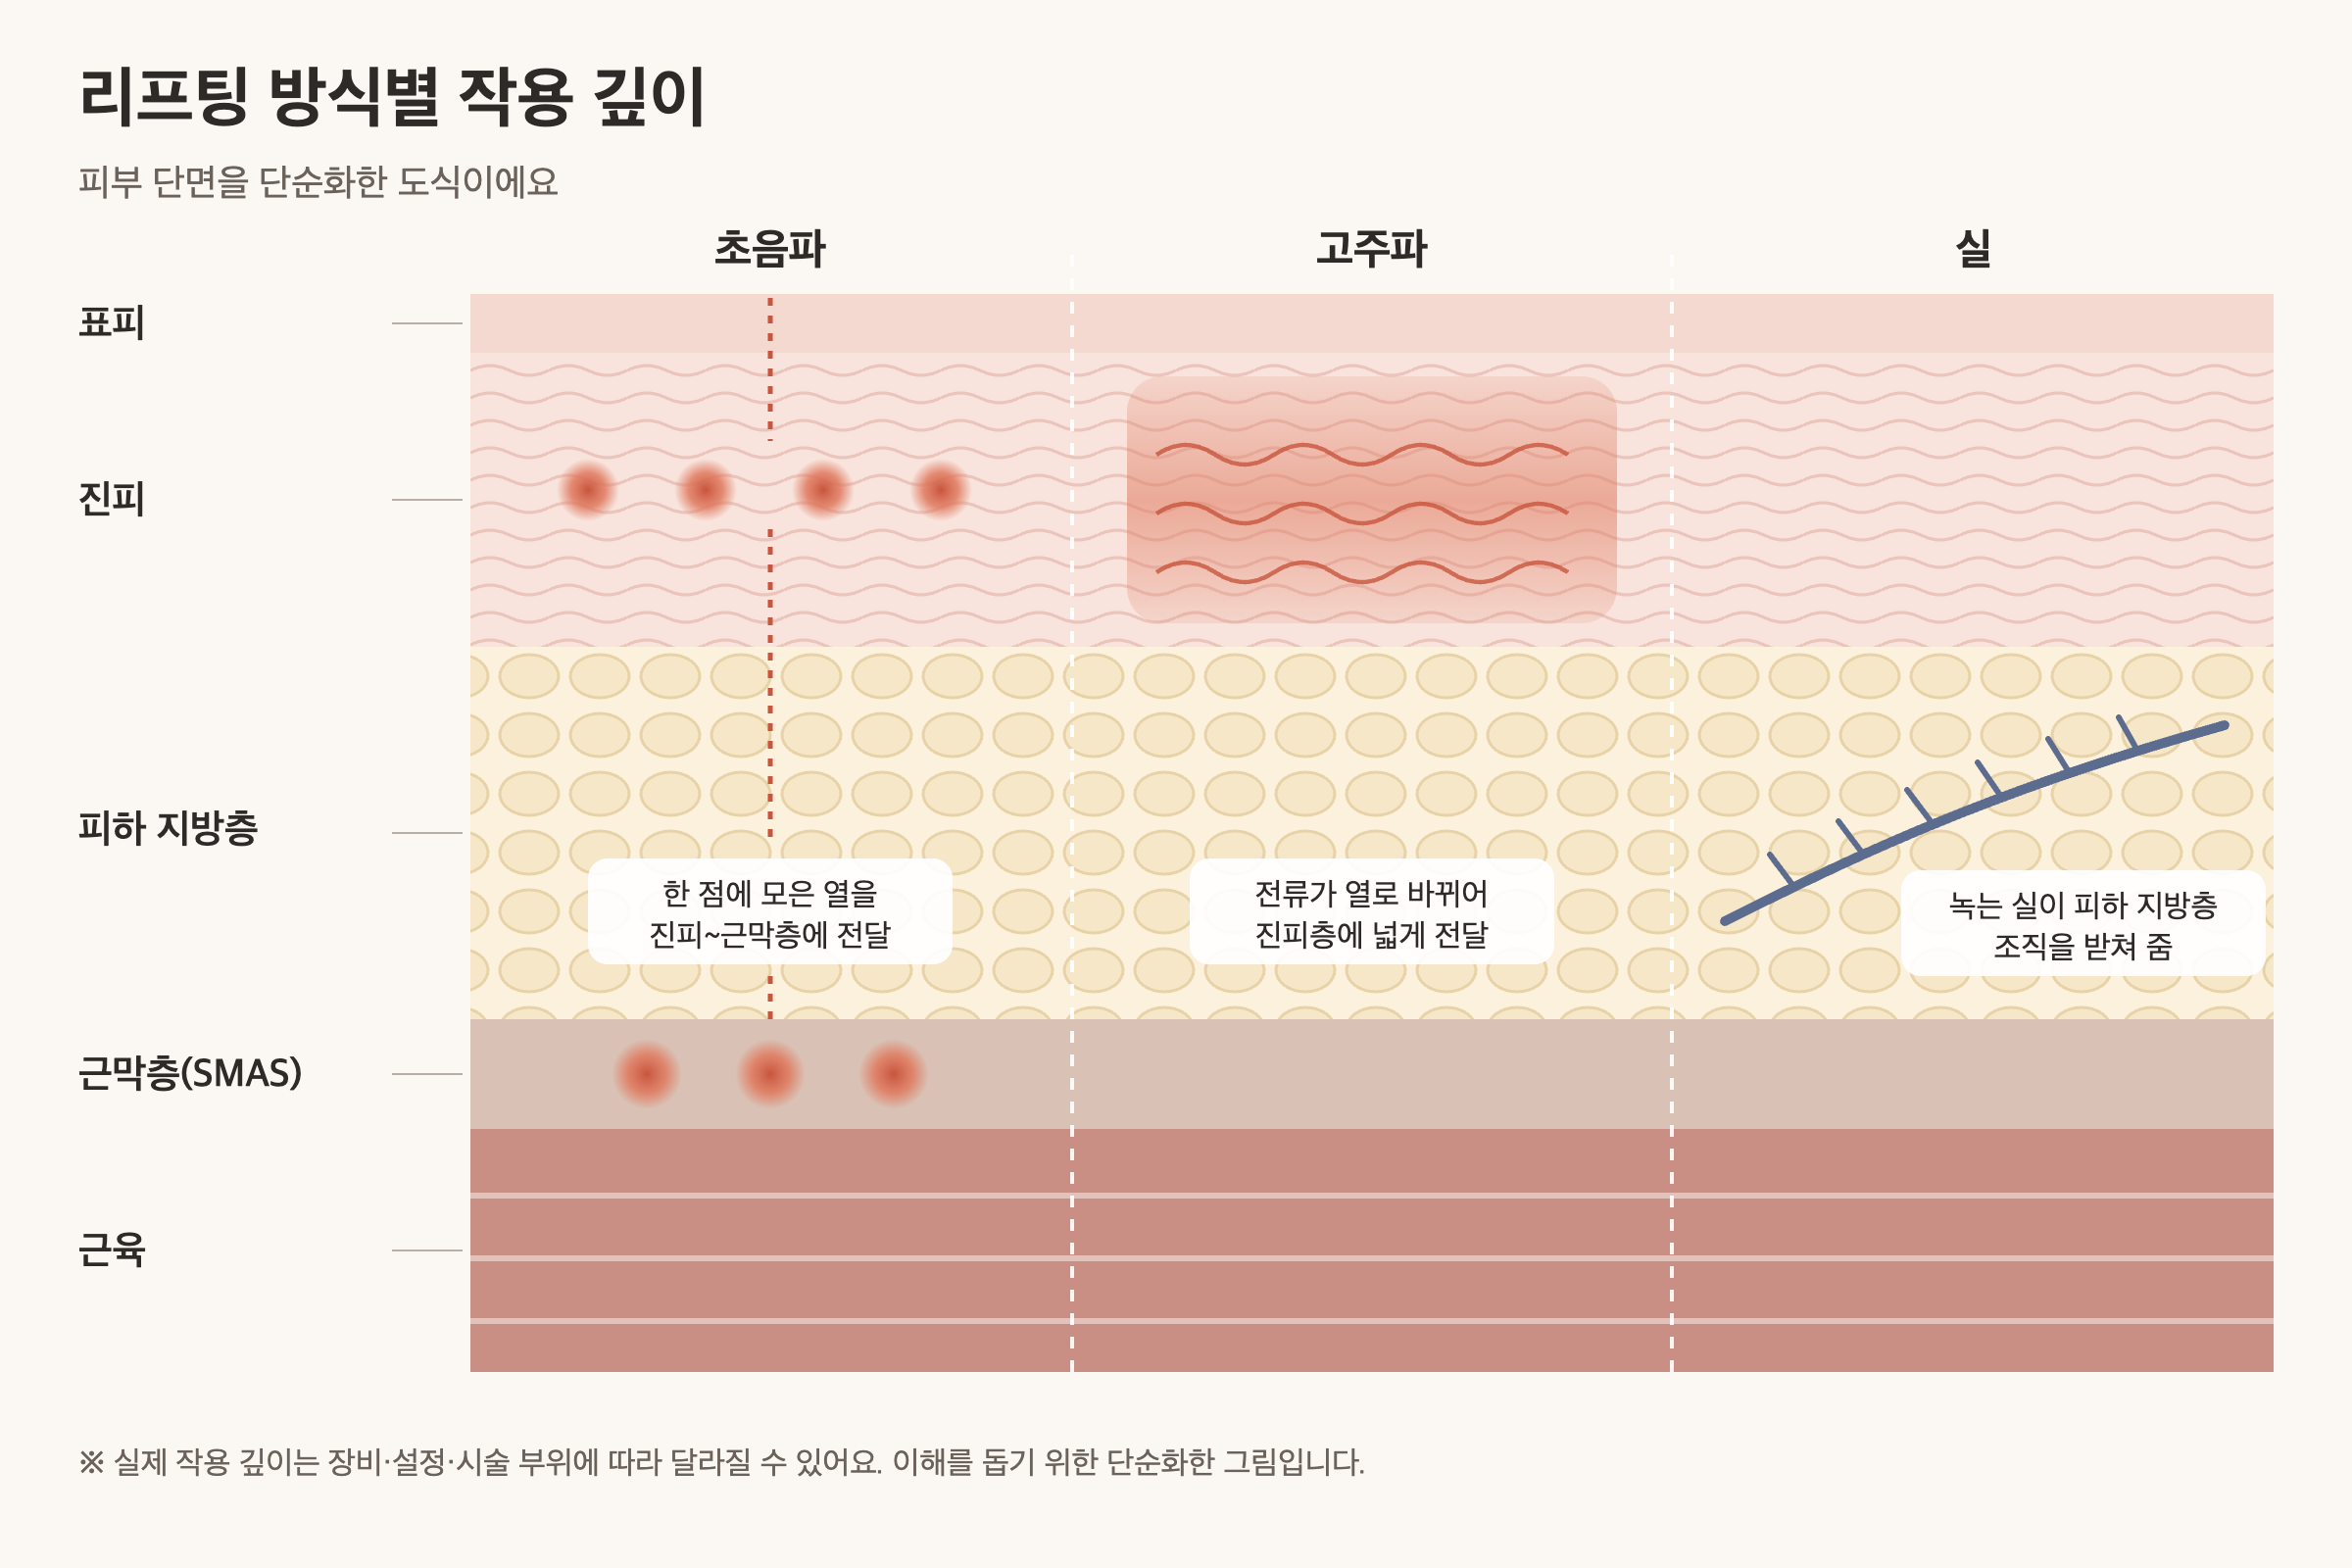 리프팅 방식별 작용 깊이
피부 단면을 단순화한 도식이에요
초음파
고주파
실
표피
진피
피하 지방층
한 점에 모은 열을
진피~근막층에 전달
전류가 열로 바뀌어
진피층에 넓게 전달
녹는 실이 피하 지방층
조직을 받쳐 줌
근막층(SMAS)
근육
※ 실제 작용 깊이는 장비·설정·시술 부위에 따라 달라질 수 있어요. 이해를 돕기 위한 단순화한 그림입니다.